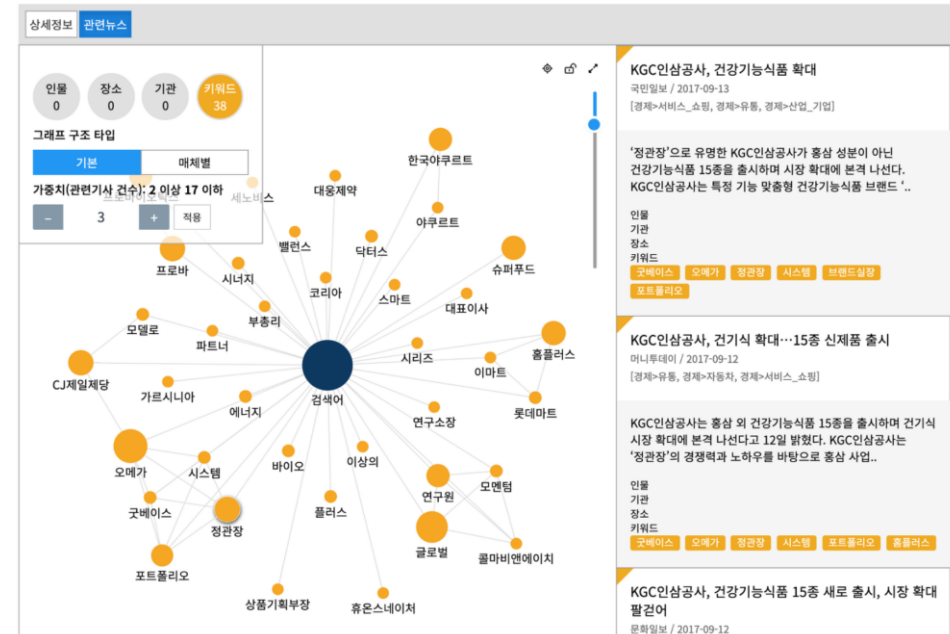 상세정보 관련뉴스
인물 0
장소 0
기관 0
키워드 38
그래프 구조 타입
기본 매체별
가중치(관련기사 건수): 2 이상 17 이하
프로바이오틱스
세노비스
– 3 + 적용
한국야쿠르트
대웅제약
야쿠르트
밸런스
닥터스
프로바
시너지
슈퍼푸드
코리아
스마트
대표이사
부총리
모델로
파트너
시리즈
홈플러스
이마트
CJ제일제당
가르시니아
검색어
에너지
롯데마트
연구소장
오메가
시스템
바이오
이상의
연구원
모멘텀
굿베이스
플러스
정관장
글로벌
콜마비앤에이치
포트폴리오
상품기획부장
휴온스네이처
KGC인삼공사, 건강기능식품 확대
국민일보 / 2017-09-13
[경제>서비스_쇼핑, 경제>유통, 경제>산업_기업]
‘정관장’으로 유명한 KGC인삼공사가 홍삼 성분이 아닌
건강기능식품 15종을 출시하며 시장 확대에 본격 나선다.
KGC인삼공사는 특정 기능 맞춤형 건강기능식품 브랜드 ‘..
인물
기관
장소
키워드
굿베이스 오메가 정관장 시스템 브랜드실장
포트폴리오
KGC인삼공사, 건기식 확대…15종 신제품 출시
머니투데이 / 2017-09-12
[경제>유통, 경제>자동차, 경제>서비스_쇼핑]
KGC인삼공사는 홍삼 외 건강기능식품 15종을 출시하며 건기식
시장 확대에 본격 나선다고 12일 밝혔다. KGC인삼공사는
‘정관장’의 경쟁력과 노하우를 바탕으로 홍삼 사업..
인물
기관
장소
키워드
굿베이스 오메가 정관장 시스템 포트폴리오 홈플러스
KGC인삼공사, 건강기능식품 15종 새로 출시, 시장 확대
팔걷어
문화일보 / 2017-09-12